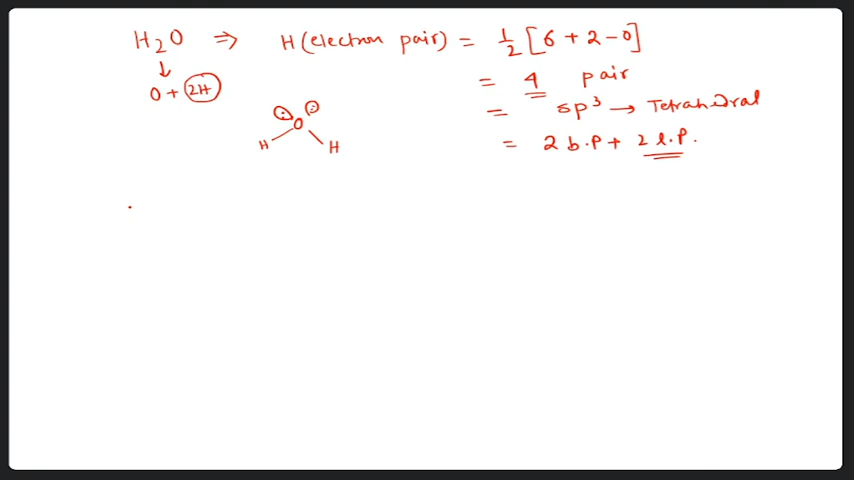 H₂O ⇒ H (electron pair) = ½ [6 + 2 - 0]
↓
O + 2H
= 4 pair
= sp³ → Tetrahedral
= 2 b.p + 2 l.p.
O
H H